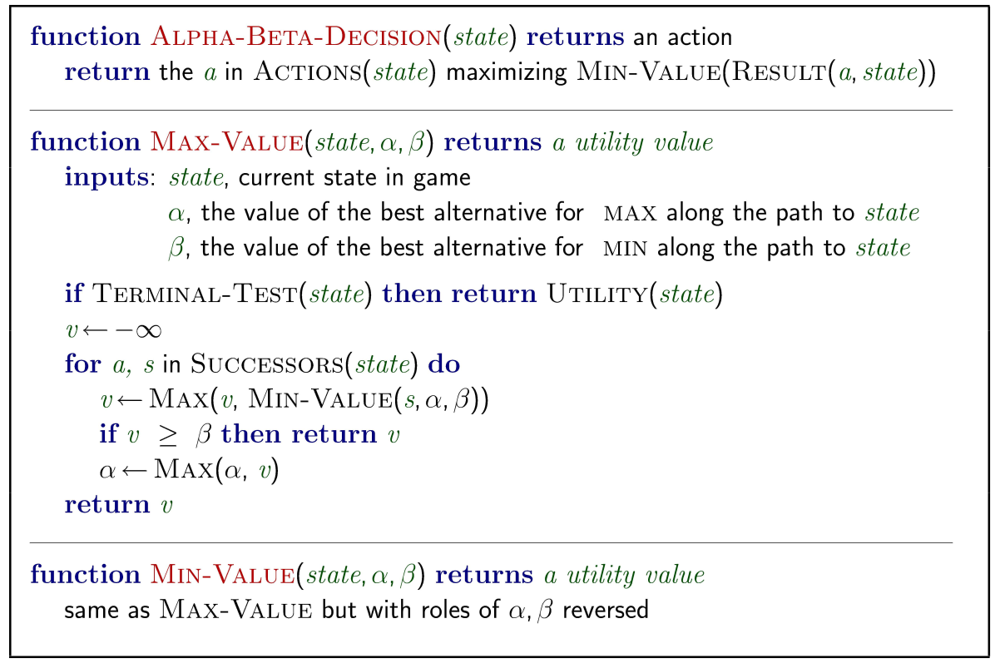 function ALPHA-BETA-DECISION(state) returns an action
return the a in ACTIONS(state) maximizing MIN-VALUE(RESULT(a, state))
function MAX-VALUE(state, α, β) returns a utility value
inputs: state, current state in game
α, the value of the best alternative for MAX along the path to state
β, the value of the best alternative for MIN along the path to state
if TERMINAL-TEST(state) then return UTILITY(state)
v ← −∞
for a, s in SUCCESSORS(state) do
v ← MAX(v, MIN-VALUE(s, α, β))
if v ≥ β then return v
α ← MAX(α, v)
return v
function MIN-VALUE(state, α, β) returns a utility value
same as MAX-VALUE but with roles of α, β reversed